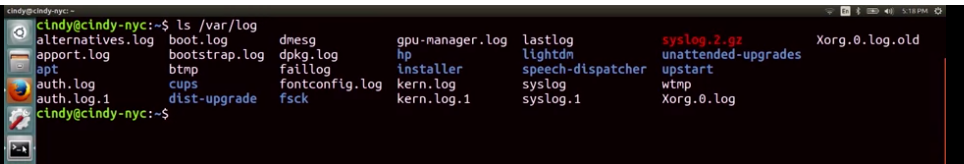 cindy@cindy-nyc: ~
En 5:18 PM
cindy@cindy-nyc:~$ ls /var/log
alternatives.log boot.log dmesg gpu-manager.log lastlog syslog.2.gz Xorg.0.log.old
apport.log bootstrap.log dpkg.log hp lightdm unattended-upgrades
apt btmp faillog installer speech-dispatcher upstart
auth.log cups fontconfig.log kern.log syslog wtmp
auth.log.1 dist-upgrade fsck kern.log.1 syslog.1 Xorg.0.log
cindy@cindy-nyc:~$